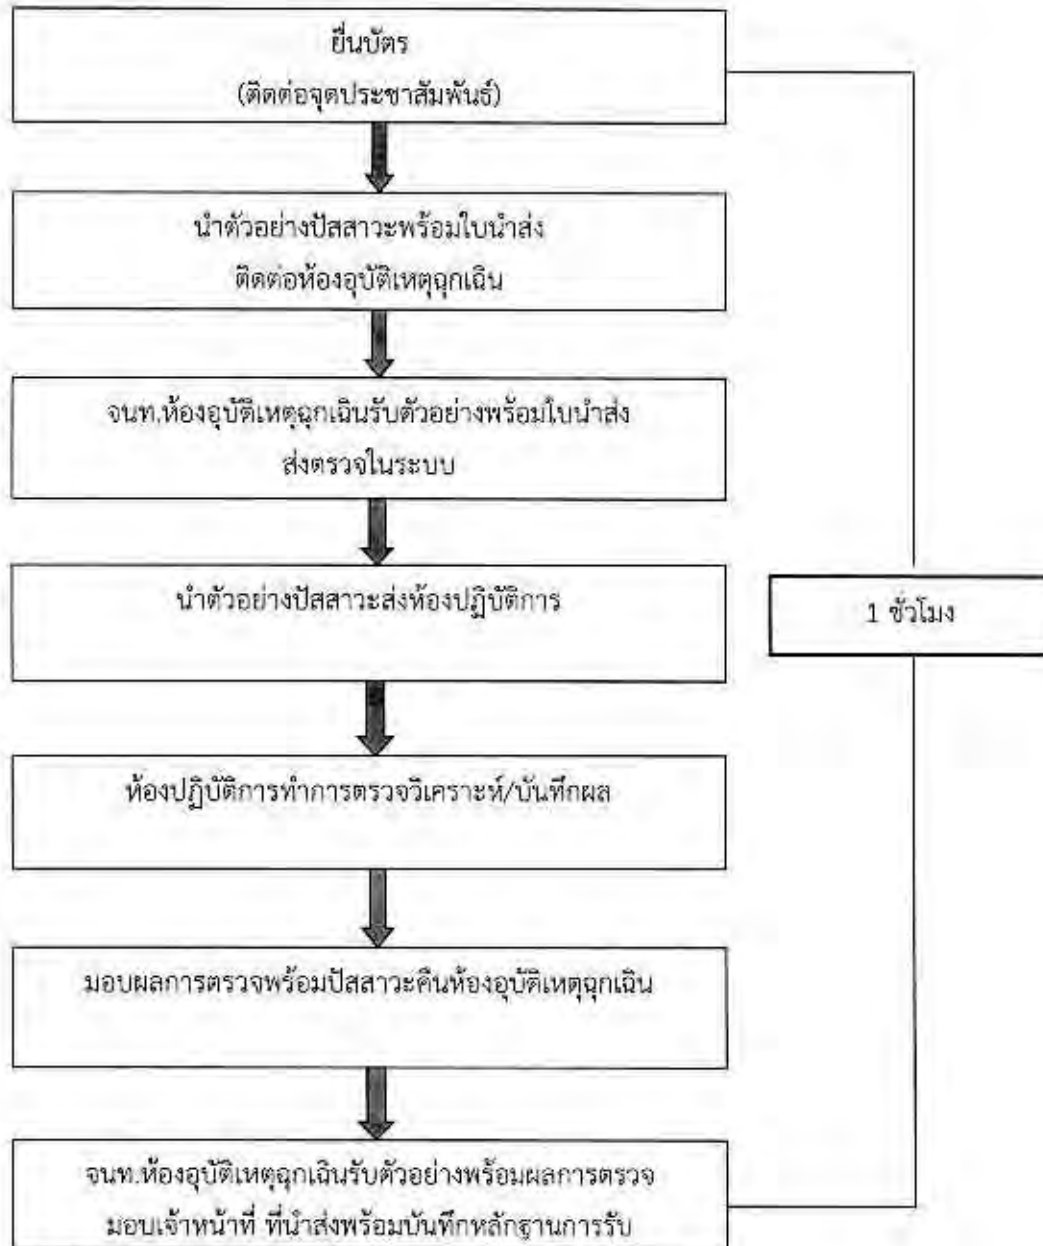 ยื่นบัตร
(ติดต่อจุดประชาสัมพันธ์)
นำตัวอย่างปัสสาวะพร้อมใบนำส่ง
ติดต่อห้องอุบัติเหตุฉุกเฉิน
จนท.ห้องอุบัติเหตุฉุกเฉินรับตัวอย่างพร้อมใบนำส่ง
ส่งตรวจในระบบ
นำตัวอย่างปัสสาวะส่งห้องปฏิบัติการ
1 ชั่วโมง
ห้องปฏิบัติการทำการตรวจวิเคราะห์/บันทึกผล
มอบผลการตรวจพร้อมปัสสาวะคืนห้องอุบัติเหตุฉุกเฉิน
จนท.ห้องอุบัติเหตุฉุกเฉินรับตัวอย่างพร้อมผลการตรวจ
มอบเจ้าหน้าที่ ที่นำส่งพร้อมบันทึกหลักฐานการรับ